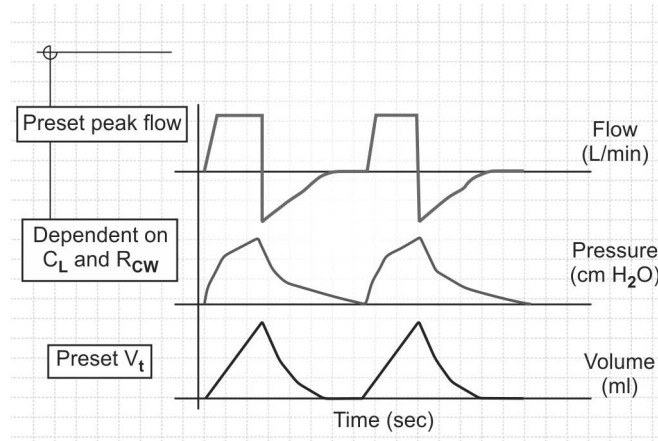 Preset peak flow
Flow
(L/min)
Dependent on
C_L and R_CW
Pressure
(cm H₂O)
Preset V_t
Volume
(ml)
Time (sec)